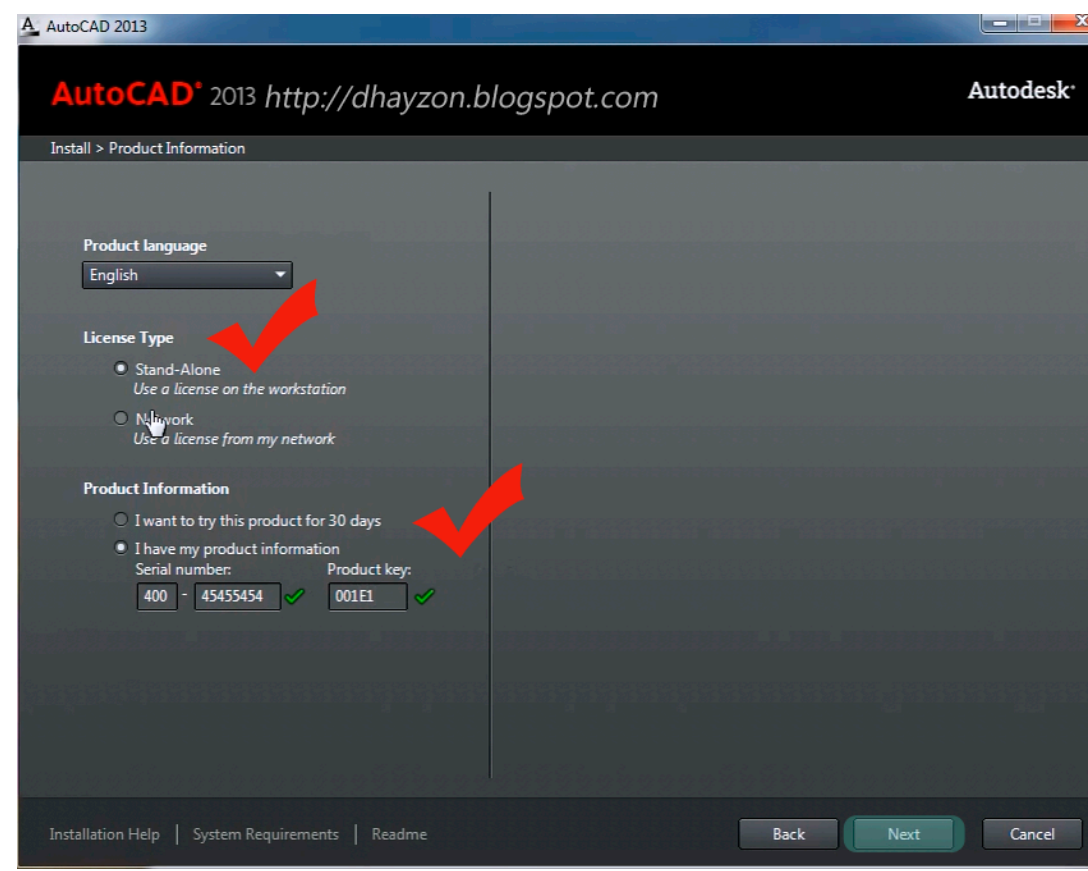 AutoCAD 2013
AutoCAD® 2013 http://dhayzon.blogspot.com Autodesk®
Install > Product Information
Product language
English
License Type
Stand-Alone
Use a license on the workstation
Network
Use a license from my network
Product Information
I want to try this product for 30 days
I have my product information
Serial number: Product key:
400 - 45455454 001E1
Installation Help | System Requirements | Readme Back Next Cancel